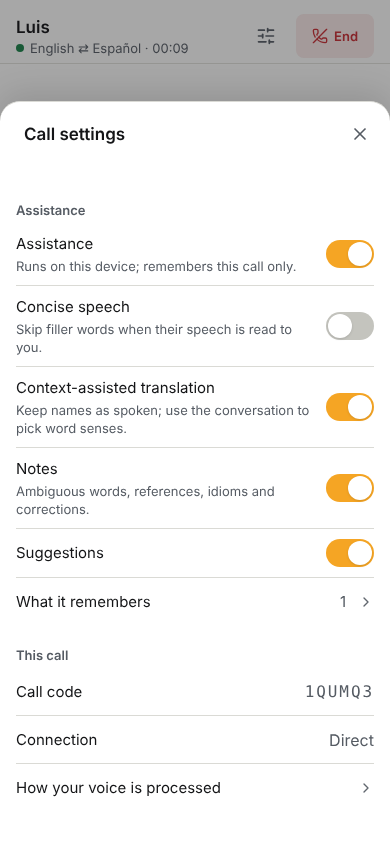 Luis
English ⇄ Español · 00:09
End
Call settings
Assistance
Assistance
Runs on this device; remembers this call only.
Concise speech
Skip filler words when their speech is read to
you.
Context-assisted translation
Keep names as spoken; use the conversation to
pick word senses.
Notes
Ambiguous words, references, idioms and
corrections.
Suggestions
What it remembers 1
This call
Call code 1QUMQ3
Connection Direct
How your voice is processed